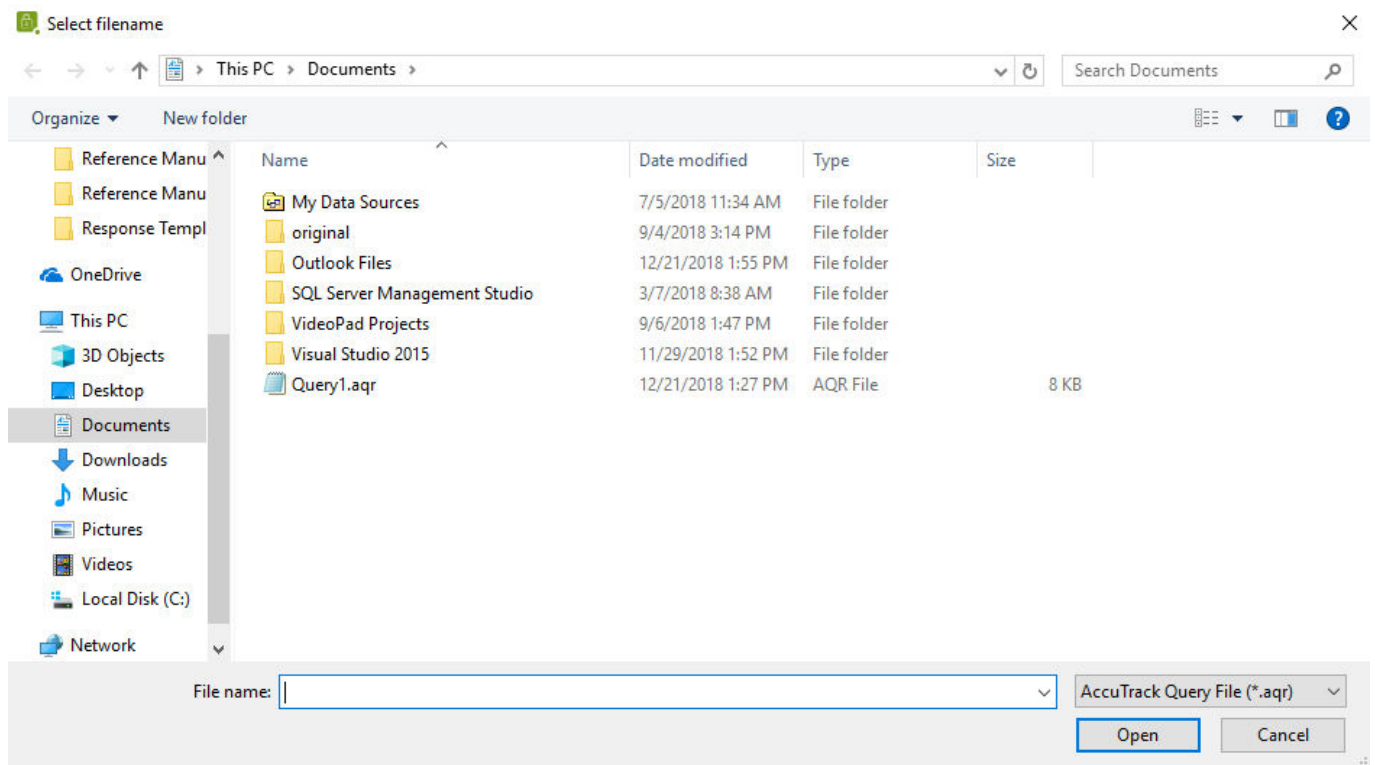 Select filename
This PC > Documents >
Search Documents
Organize
New folder
Name
Date modified
Type
Size
Reference Manu
Reference Manu
Response Templ
OneDrive
This PC
3D Objects
Desktop
Documents
Downloads
Music
Pictures
Videos
Local Disk (C:)
Network
My Data Sources 7/5/2018 11:34 AM File folder
original 9/4/2018 3:14 PM File folder
Outlook Files 12/21/2018 1:55 PM File folder
SQL Server Management Studio 3/7/2018 8:38 AM File folder
VideoPad Projects 9/6/2018 1:47 PM File folder
Visual Studio 2015 11/29/2018 1:52 PM File folder
Query1.aqr 12/21/2018 1:27 PM AQR File 8 KB
File name:
AccuTrack Query File (*.aqr)
Open
Cancel